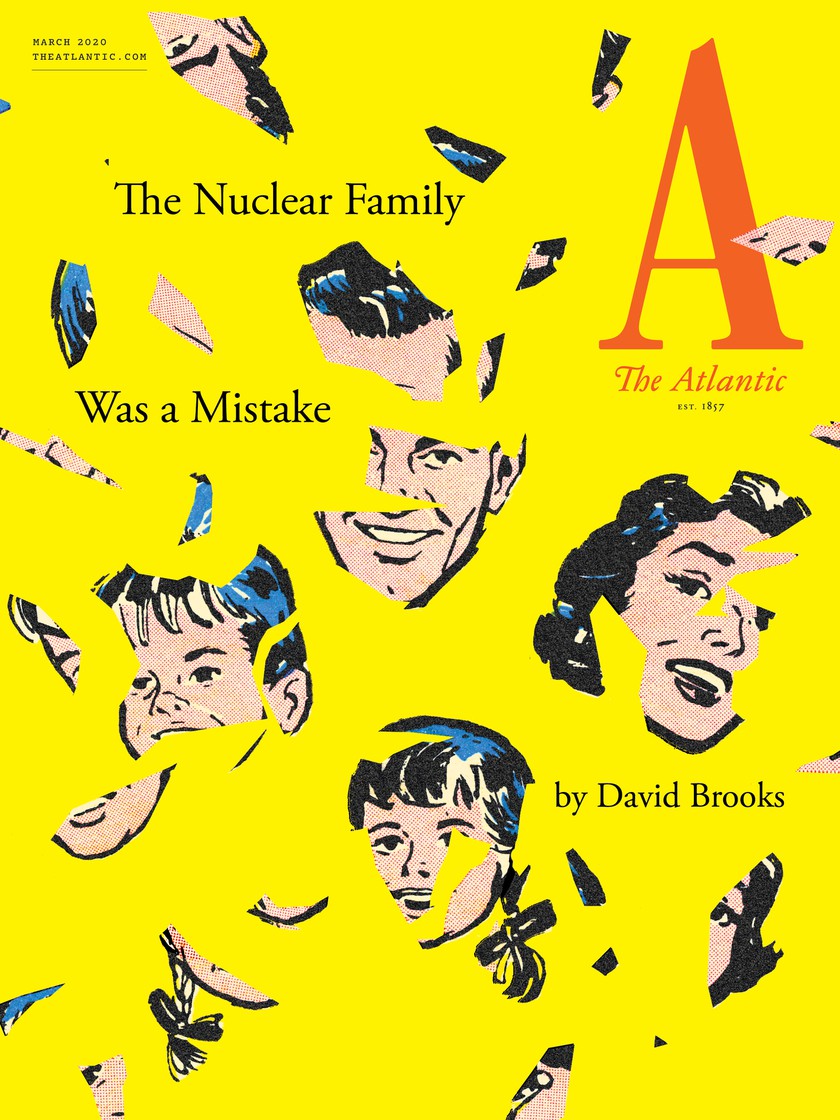 MARCH 2020
THEATLANTIC.COM
The Nuclear Family
A
The Atlantic
EST. 1857
Was a Mistake
by David Brooks